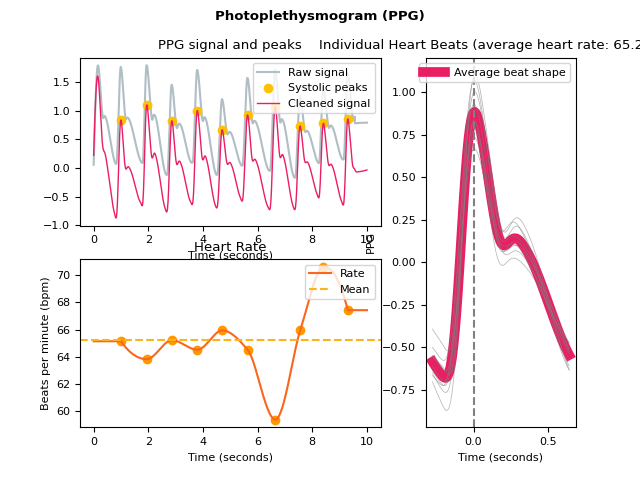 Photoplethysmogram (PPG)
PPG signal and peaks
Individual Heart Beats (average heart rate: 65.2
Raw signal
Systolic peaks
Cleaned signal
1.5
1.0
0.5
0.0
−0.5
−1.0
0 2 4 6 8 10
Time (seconds)
Heart Rate
Rate
Mean
Beats per minute (bpm)
70
68
66
64
62
60
0 2 4 6 8 10
Time (seconds)
Average beat shape
PPG
1.00
0.75
0.50
0.25
0.00
−0.25
−0.50
−0.75
0.0 0.5
Time (seconds)